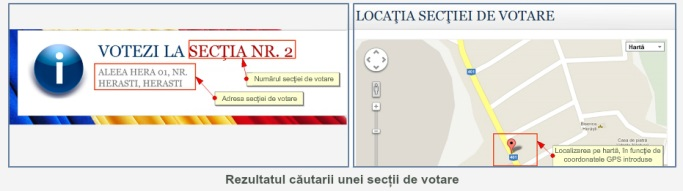 VOTEZI LA SECȚIA NR. 2
ALEEA HERA 01, NR.
HERASTI, HERASTI
Numărul secției de votare
Adresa secției de votare
LOCAȚIA SECȚIEI DE VOTARE
Hartă
401
Localizarea pe hartă, în funcție de
coordonatele GPS introduse
401
Rezultatul căutarii unei secții de votare